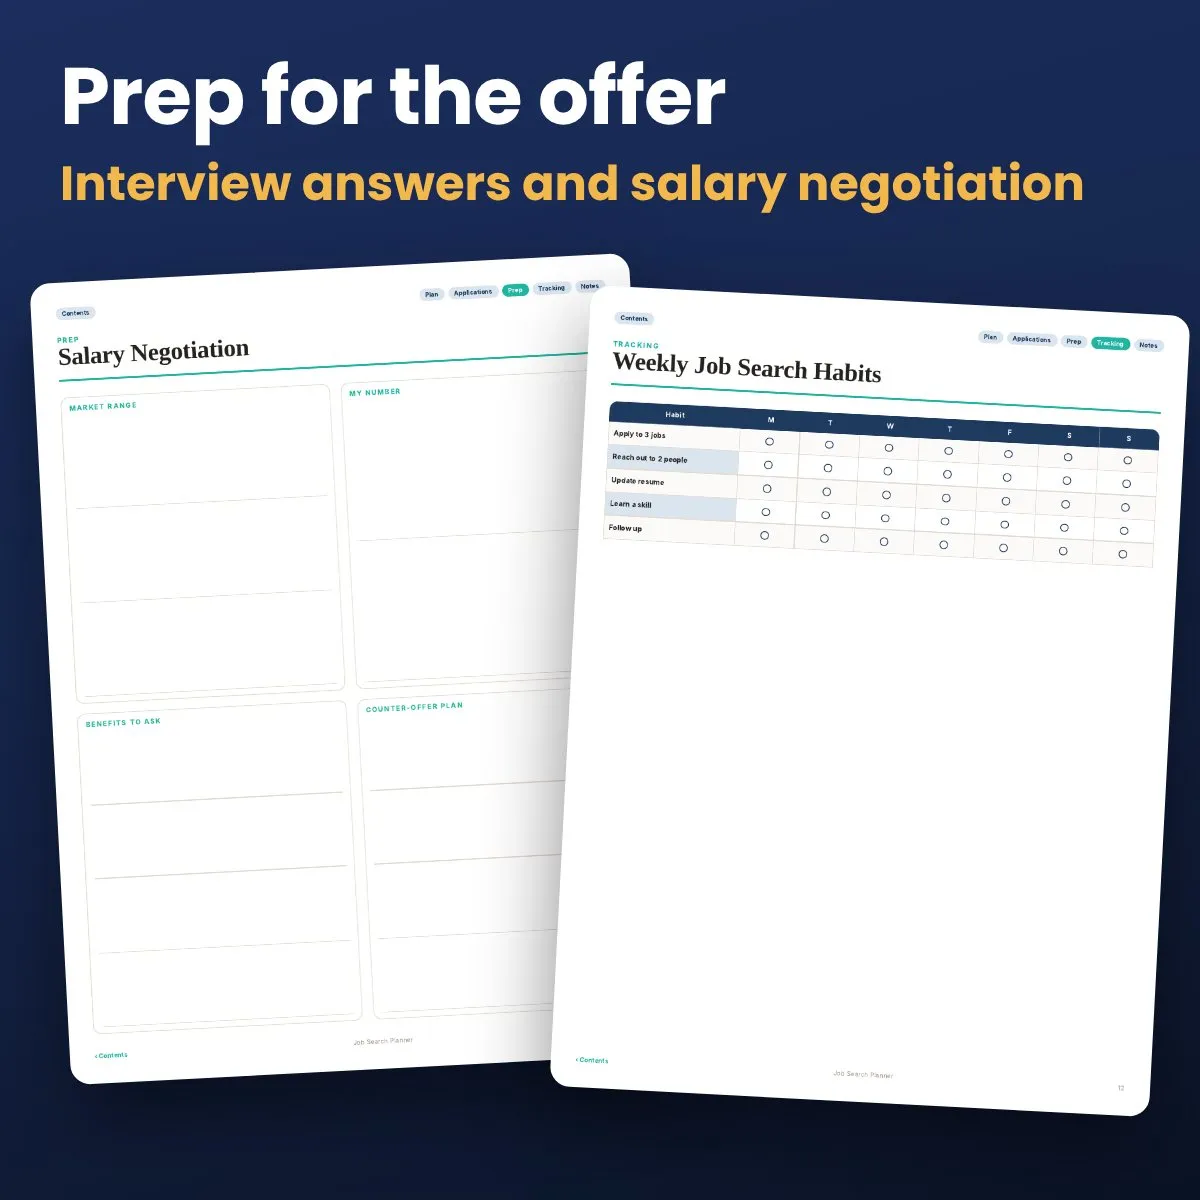 Prep for the offer
Interview answers and salary negotiation
Contents
Plan Applications Prep Tracking Notes
PREP
Salary Negotiation
MARKET RANGE
MY NUMBER
BENEFITS TO ASK
COUNTER-OFFER PLAN
‹ Contents
Job Search Planner
Contents
Plan Applications Prep Tracking Notes
TRACKING
Weekly Job Search Habits
Habit M T W T F S S
Apply to 3 jobs
Reach out to 2 people
Update resume
Learn a skill
Follow up
‹ Contents
Job Search Planner
12